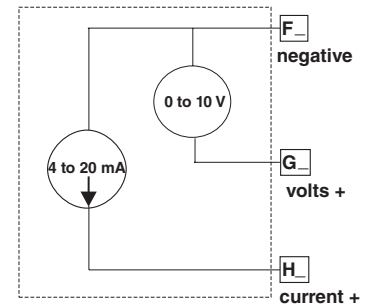 F_
negative
0 to 10 V
4 to 20 mA
G_
volts +
H_
current +